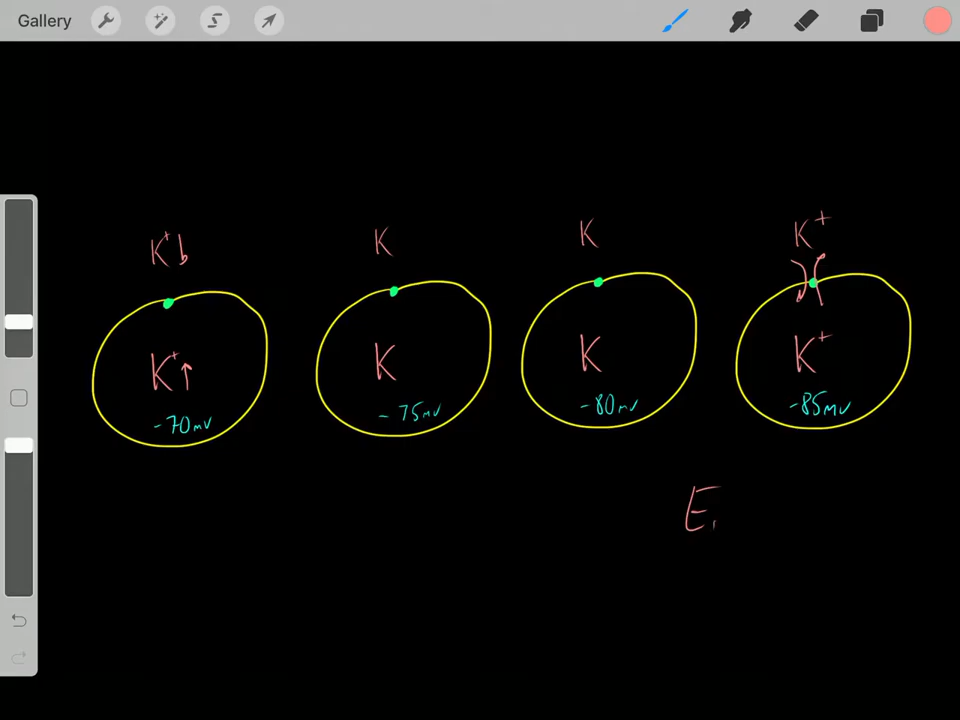 Gallery
K+↓ K K K+
K+↑ K K K+
-70mv -75mv -80mv -85mv
E